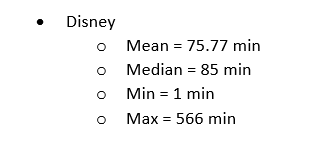 Disney
Mean = 75.77 min
Median = 85 min
Min = 1 min
Max = 566 min